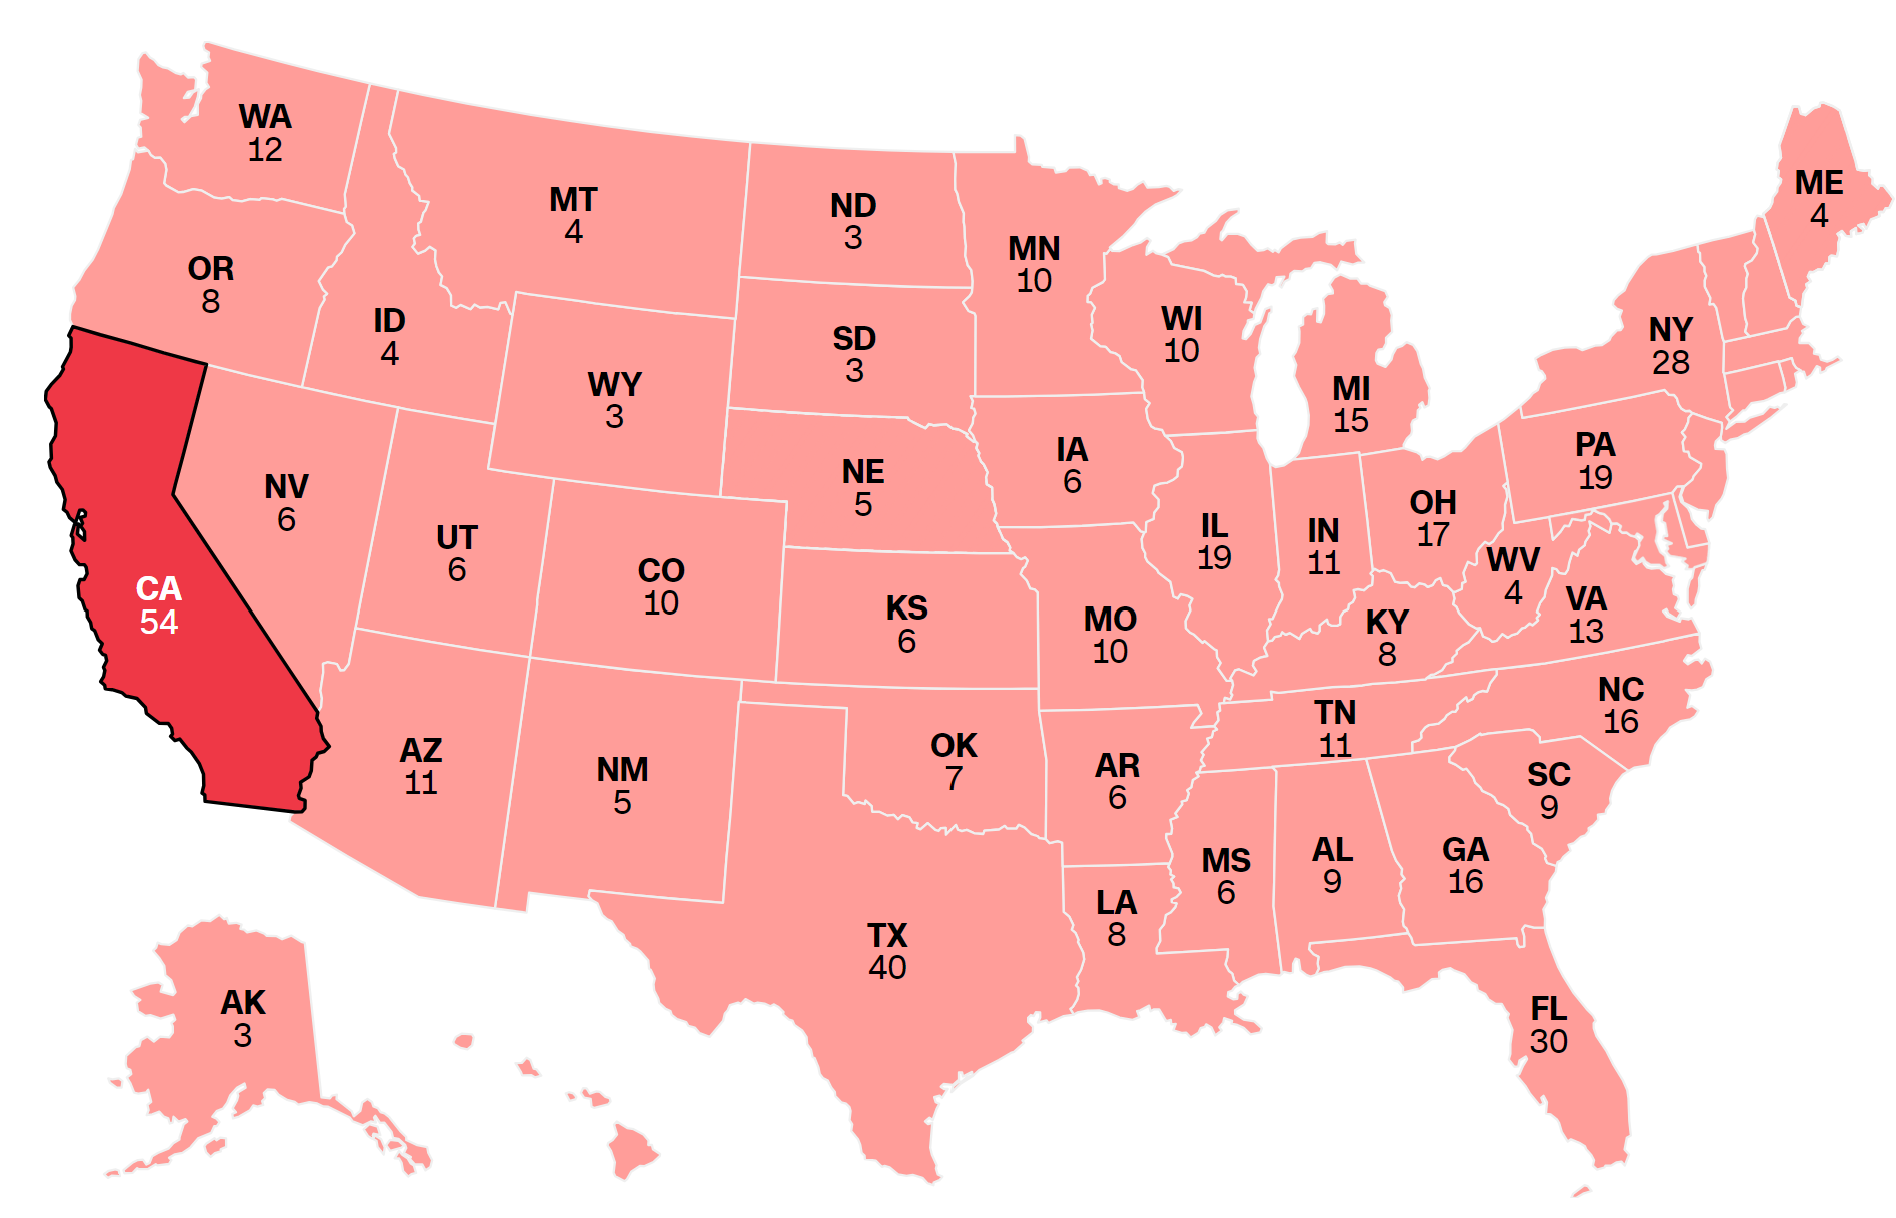 WA
12
MT
4
ND
3
MN
10
ME
4
OR
8
ID
4
SD
3
WI
10
NY
28
WY
3
MI
15
PA
19
NV
6
NE
5
IA
6
OH
17
IL
19
IN
11
UT
6
CO
10
WV
4
CA
54
KS
6
MO
10
KY
8
VA
13
NC
16
TN
11
AZ
11
NM
5
OK
7
AR
6
SC
9
MS
6
AL
9
GA
16
LA
8
TX
40
AK
3
FL
30